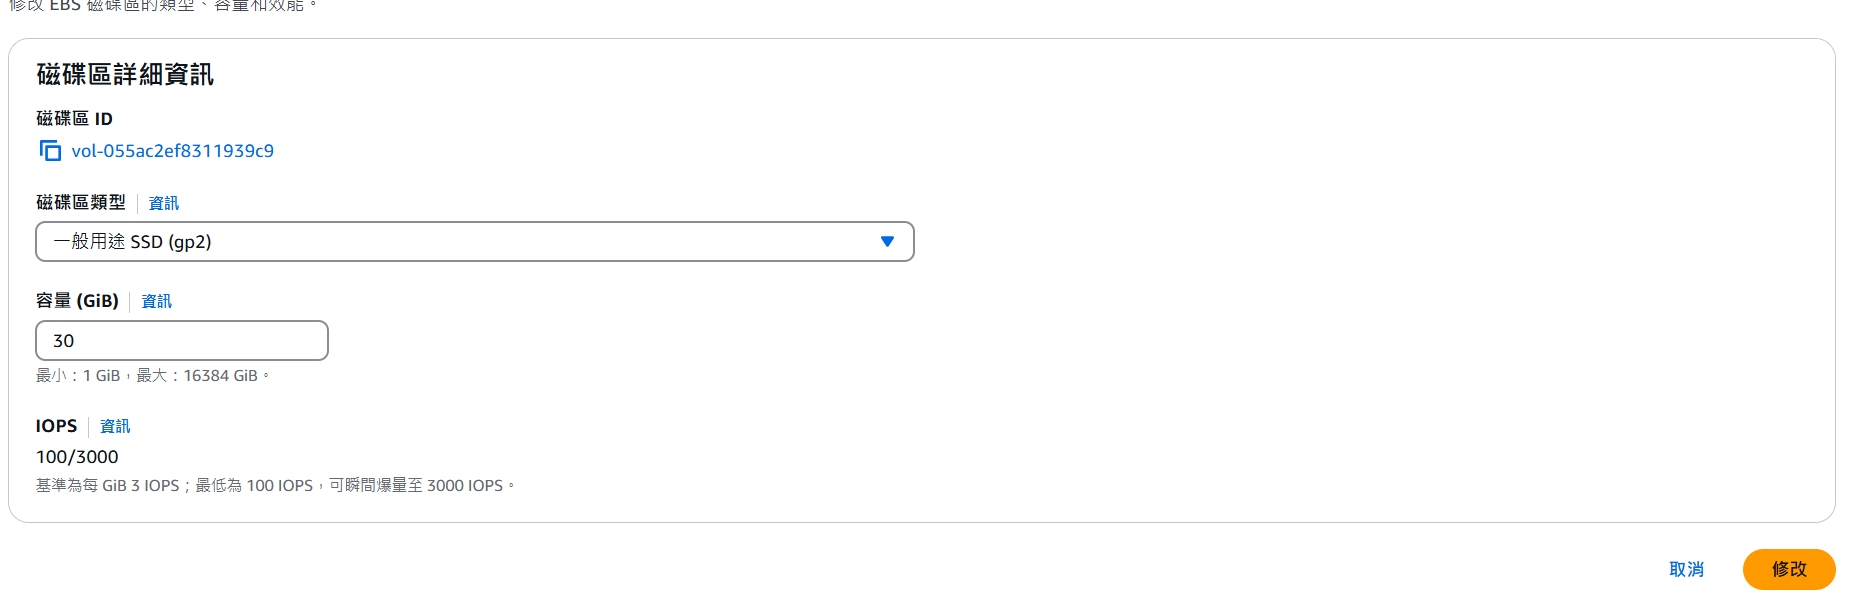 修改 EBS 磁碟區的類型、容量和效能。
磁碟區詳細資訊
磁碟區 ID
vol-055ac2ef8311939c9
磁碟區類型 資訊
一般用途 SSD (gp2)
容量 (GiB) 資訊
30
最小：1 GiB，最大：16384 GiB。
IOPS 資訊
100/3000
基準為每 GiB 3 IOPS；最低為 100 IOPS，可瞬間爆量至 3000 IOPS。
取消 修改